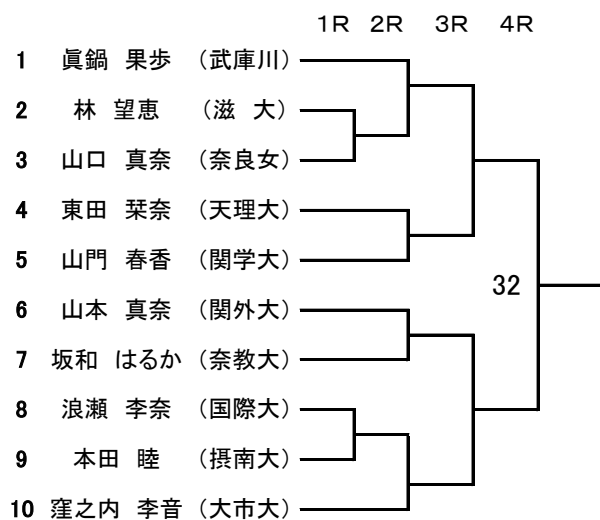 1R 2R 3R 4R
1 眞鍋 果歩 (武庫川)
2 林 望恵 (滋 大)
3 山口 真奈 (奈良女)
4 東田 栞奈 (天理大)
5 山門 春香 (関学大)
32
6 山本 真奈 (関外大)
7 坂和 はるか (奈教大)
8 浪瀬 李奈 (国際大)
9 本田 睦 (摂南大)
10 窪之内 李音 (大市大)